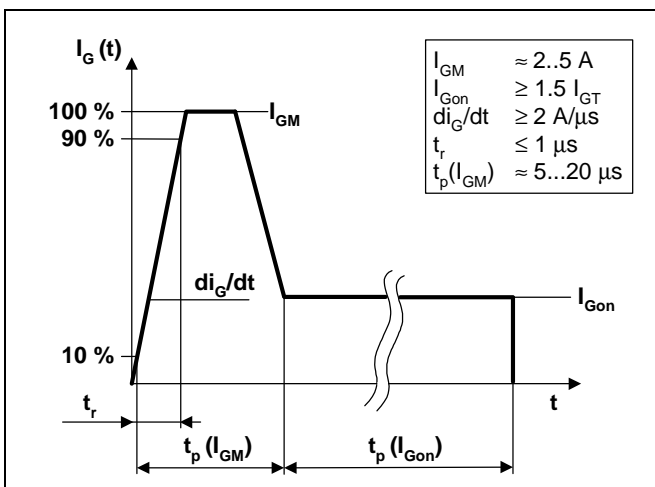 I_G (t)
100 %
90 %
10 %
I_GM
di_G/dt
I_Gon
t
t_r
t_p (I_GM)
t_p (I_Gon)
I_GM ≈ 2..5 A
I_Gon ≥ 1.5 I_GT
di_G/dt ≥ 2 A/μs
t_r ≤ 1 μs
t_p(I_GM) ≈ 5...20 μs